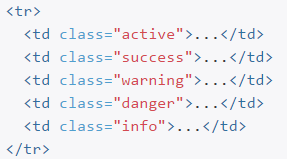 <tr>
  <td class="active">...</td>
  <td class="success">...</td>
  <td class="warning">...</td>
  <td class="danger">...</td>
  <td class="info">...</td>
</tr>